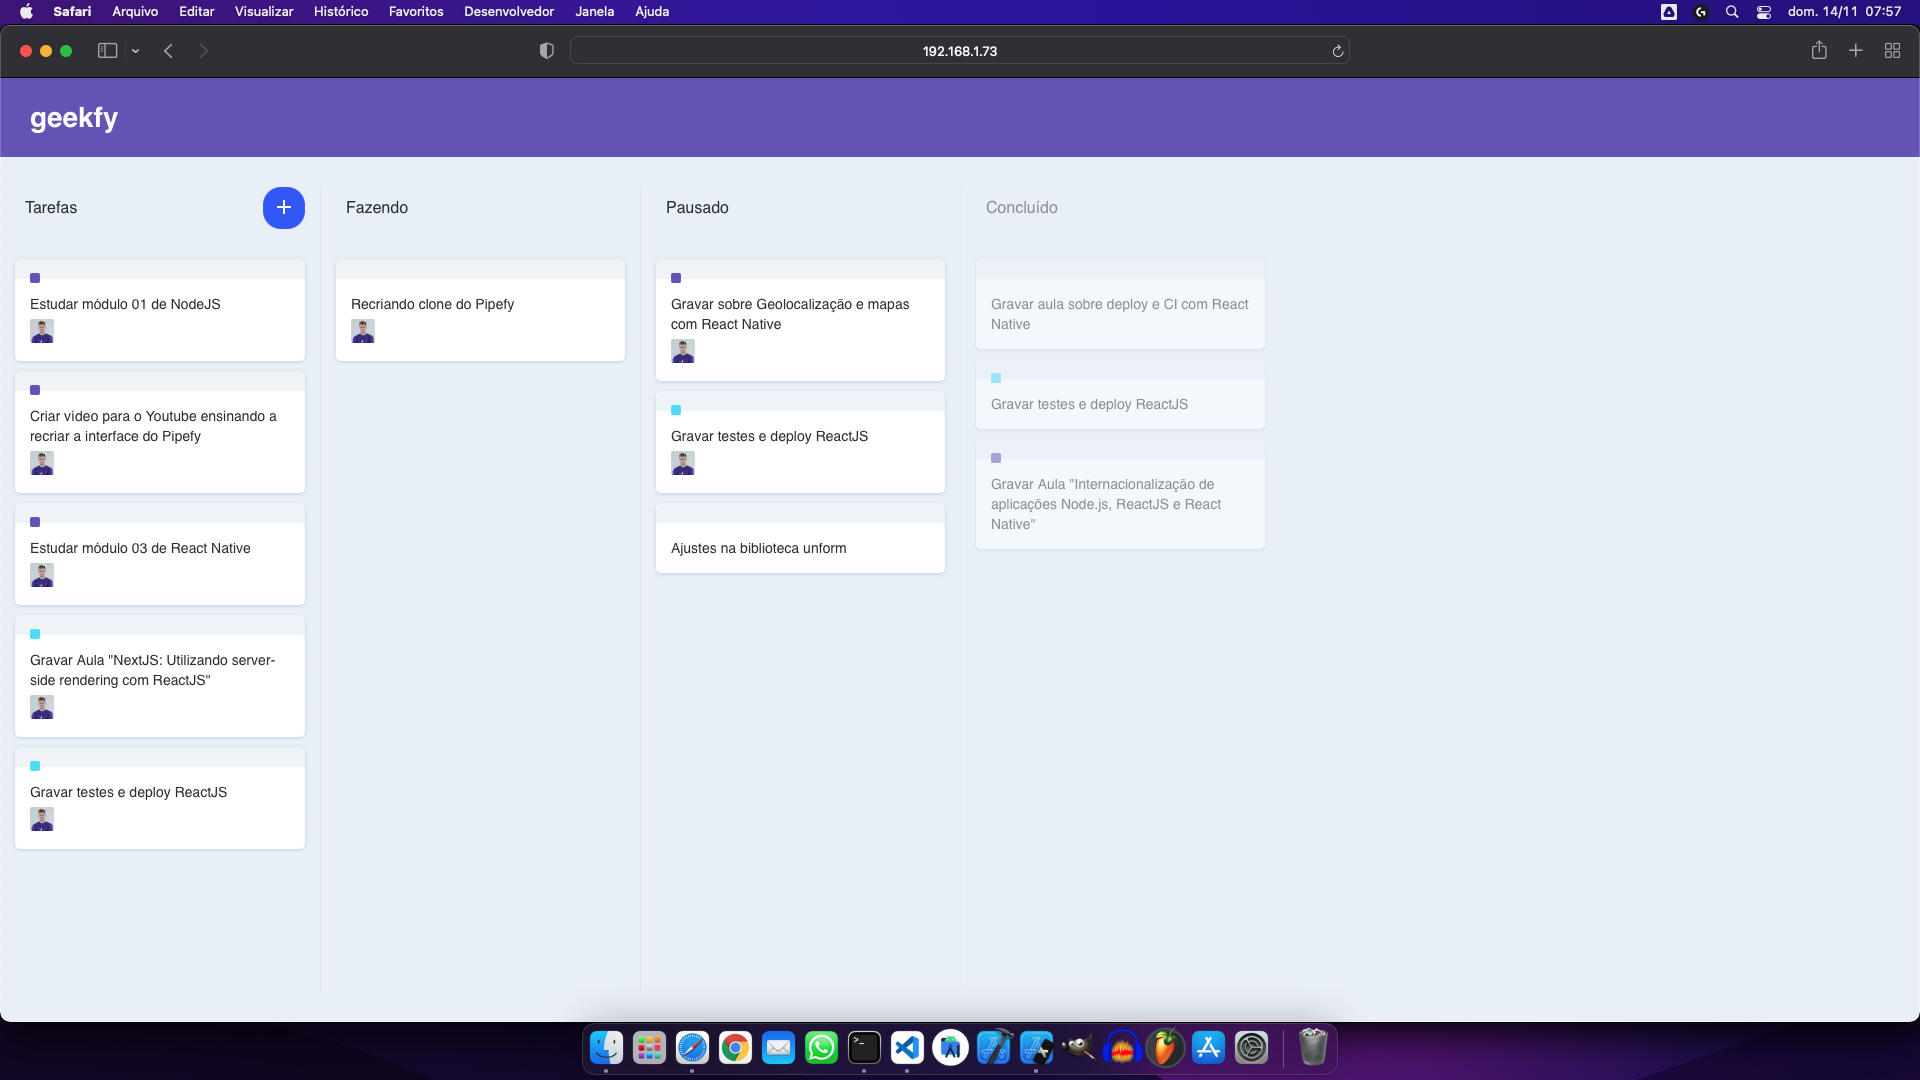 Safari Arquivo Editar Visualizar Histórico Favoritos Desenvolvedor Janela Ajuda dom. 14/11 07:57
192.168.1.73
geekfy
Tarefas
Estudar módulo 01 de NodeJS
Criar vídeo para o Youtube ensinando a
recriar a interface do Pipefy
Estudar módulo 03 de React Native
Gravar Aula "NextJS: Utilizando server-
side rendering com ReactJS"
Gravar testes e deploy ReactJS
Fazendo
Recriando clone do Pipefy
Pausado
Gravar sobre Geolocalização e mapas
com React Native
Gravar testes e deploy ReactJS
Ajustes na biblioteca unform
Concluído
Gravar aula sobre deploy e CI com React
Native
Gravar testes e deploy ReactJS
Gravar Aula "Internacionalização de
aplicações Node.js, ReactJS e React
Native"